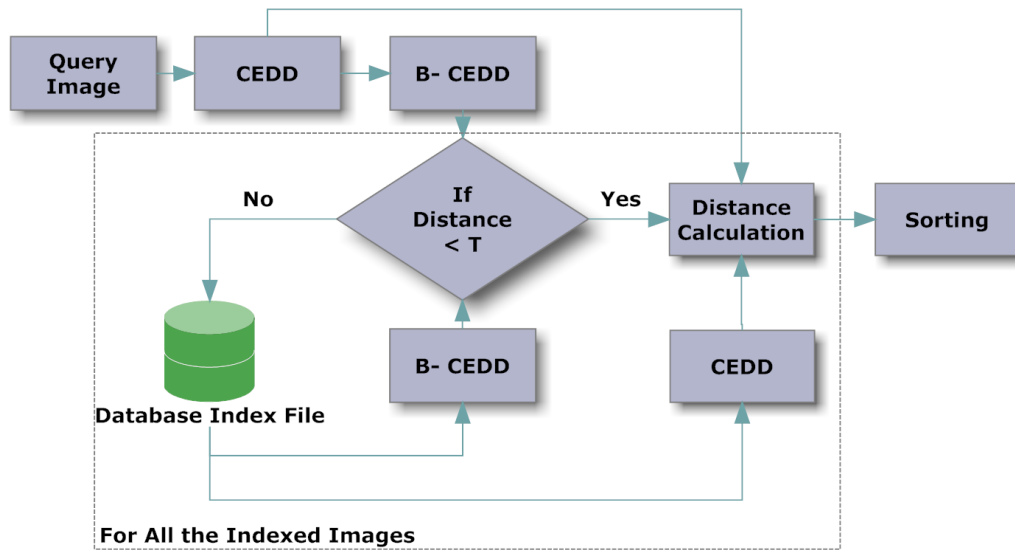 Query
Image
CEDD
B- CEDD
No
If
Distance
< T
Yes
Distance
Calculation
Sorting
B- CEDD
CEDD
Database Index File
For All the Indexed Images